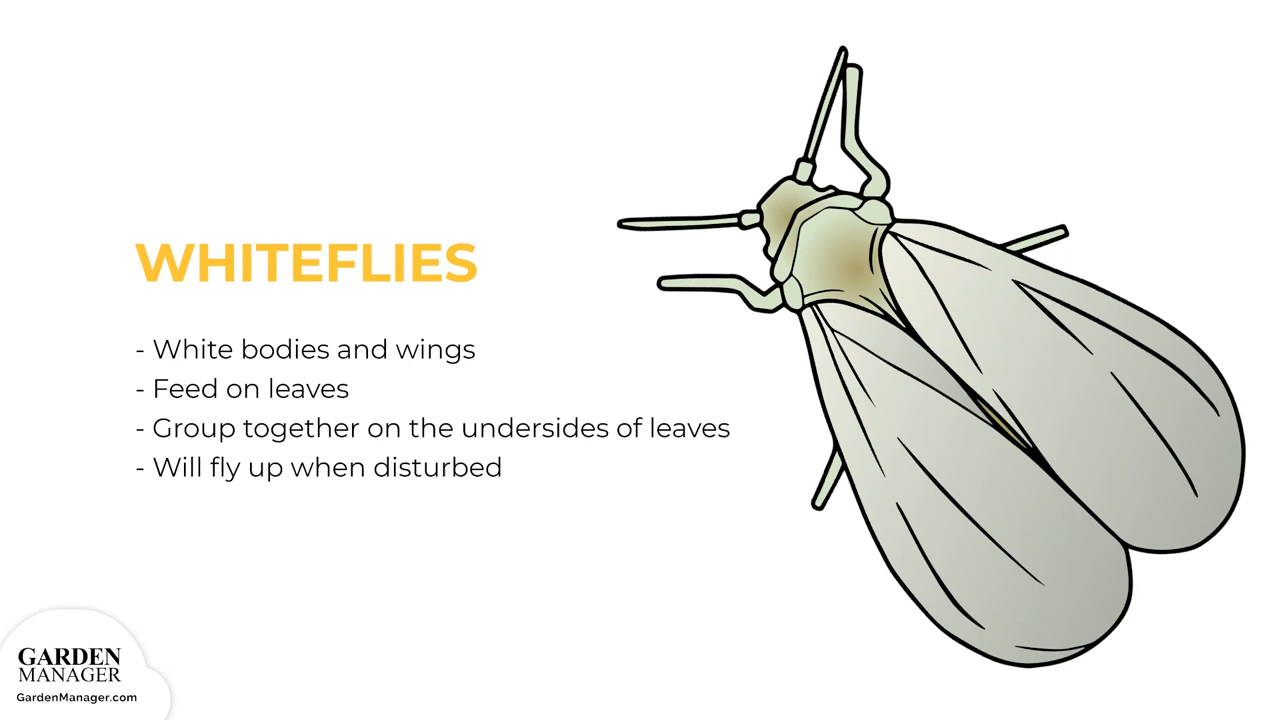 WHITEFLIES
- White bodies and wings
- Feed on leaves
- Group together on the undersides of leaves
- Will fly up when disturbed
GARDEN
MANAGER
GardenManager.com